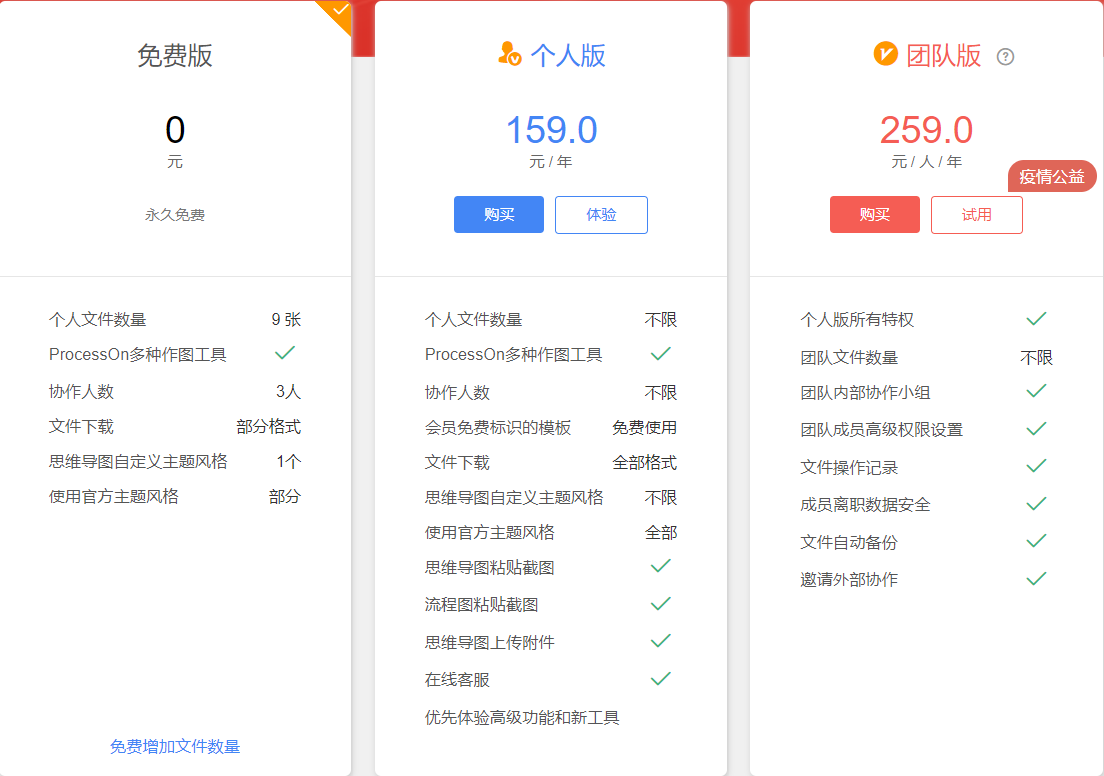 免费版
0
元
永久免费
个人文件数量 9 张
ProcessOn多种作图工具
协作人数 3人
文件下载 部分格式
思维导图自定义主题风格 1个
使用官方主题风格 部分
免费增加文件数量
个人版
159.0
元 / 年
购买 体验
个人文件数量 不限
ProcessOn多种作图工具
协作人数 不限
会员免费标识的模板 免费使用
文件下载 全部格式
思维导图自定义主题风格 不限
使用官方主题风格 全部
思维导图粘贴截图
流程图粘贴截图
思维导图上传附件
在线客服
优先体验高级功能和新工具
团队版 ?
259.0
元 / 人 / 年
疫情公益
购买 试用
个人版所有特权
团队文件数量 不限
团队内部协作小组
团队成员高级权限设置
文件操作记录
成员离职数据安全
文件自动备份
邀请外部协作